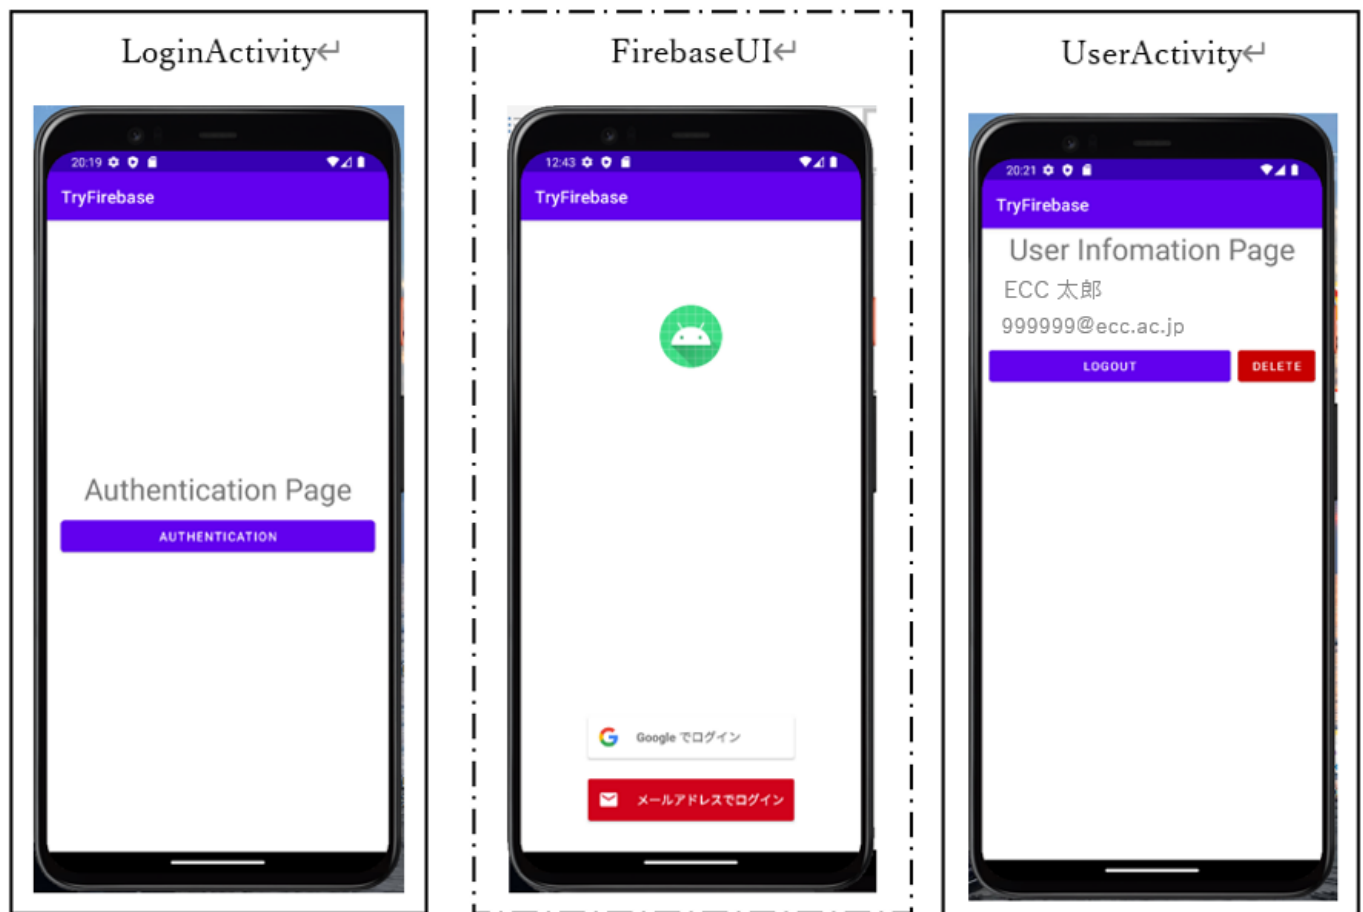 LoginActivity↵
20:19
TryFirebase
Authentication Page
AUTHENTICATION
FirebaseUI↵
12:43
TryFirebase
Google でログイン
メールアドレスでログイン
UserActivity↵
20:21
TryFirebase
User Infomation Page
ECC 太郎
999999@ecc.ac.jp
LOGOUT DELETE